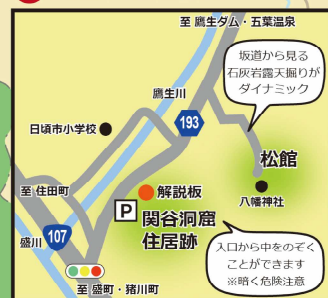 至 鷹生ダム・五葉温泉
坂道から見る
石灰岩露天掘りが
ダイナミック
鷹生川
日頃市小学校
193
松館
至 住田町
解説板
八幡神社
P
関谷洞窟
住居跡
盛川
107
入口から中をのぞく
ことができます
※暗く危険注意
至 盛町・猪川町